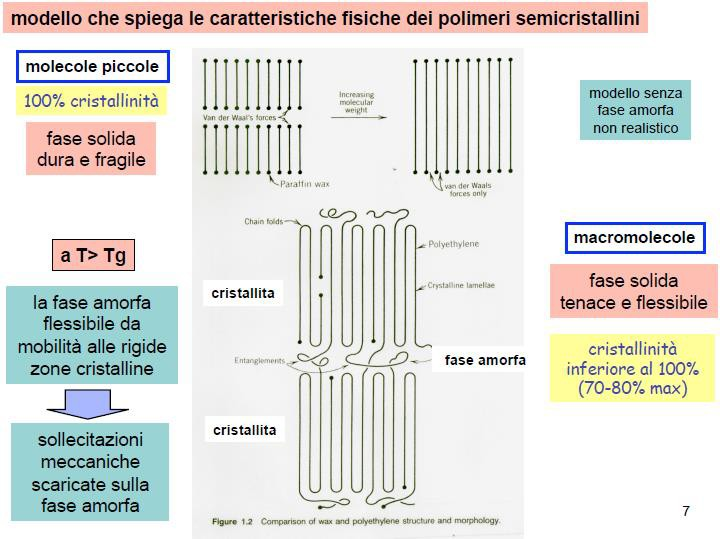 modello che spiega le caratteristiche fisiche dei polimeri semicristallini
molecole piccole
100% cristallinità
fase solida
dura e fragile
Van der Waal's forces
Increasing
molecular
weight
Paraffin wax
van der Waals
forces only
modello senza
fase amorfa
non realistico
a T> Tg
la fase amorfa
flessibile da
mobilità alle rigide
zone cristalline
sollecitazioni
meccaniche
scaricate sulla
fase amorfa
Chain folds
Polyethylene
cristallita
Crystalline lamellae
Entanglements
fase amorfa
cristallita
Figure 1.2 Comparison of wax and polyethylene structure and morphology.
macromolecole
fase solida
tenace e flessibile
cristallinità
inferiore al 100%
(70-80% max)
7